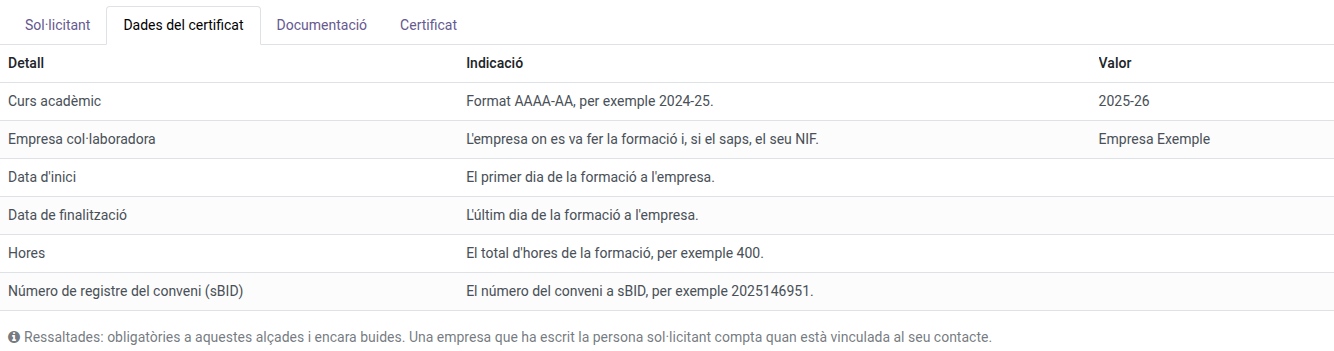 Sol·licitant Dades del certificat Documentació Certificat
Detall Indicació Valor
Curs acadèmic Format AAAA-AA, per exemple 2024-25. 2025-26
Empresa col·laboradora L'empresa on es va fer la formació i, si el saps, el seu NIF. Empresa Exemple
Data d'inici El primer dia de la formació a l'empresa.
Data de finalització L'últim dia de la formació a l'empresa.
Hores El total d'hores de la formació, per exemple 400.
Número de registre del conveni (sBID) El número del conveni a sBID, per exemple 2025146951.
Ressaltades: obligatòries a aquestes alçades i encara buides. Una empresa que ha escrit la persona sol·licitant compta quan està vinculada al seu contacte.